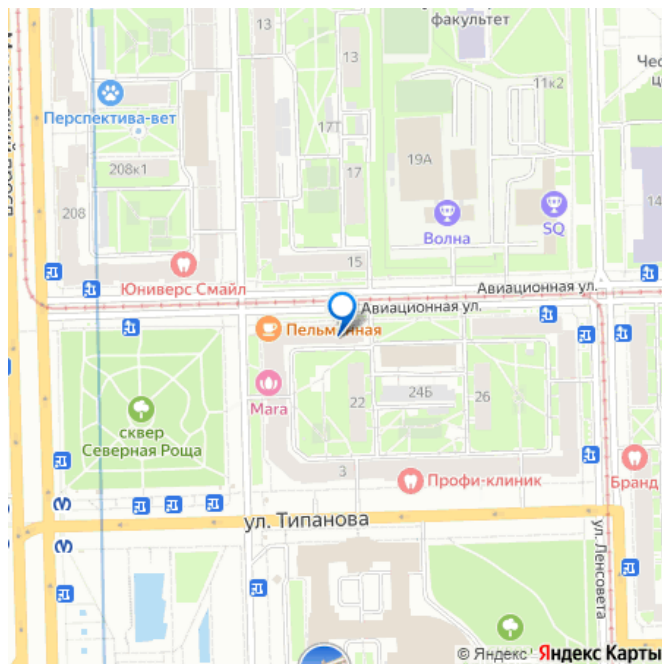 факультет
13
13
Чес
ц
11к2
Перспектива-вет
17Т
208к1
19А
17
14
208
Волна
SQ
15
Юниверс Смайл
Авиационная ул.
Авиационная ул.
Пельменная
Mara
22
24Б
26
сквер
Северная Роща
3
Профи-клиник
Бранд
ул. Типанова
ул. Ленсовета
© Яндекс
Яндекс Карты